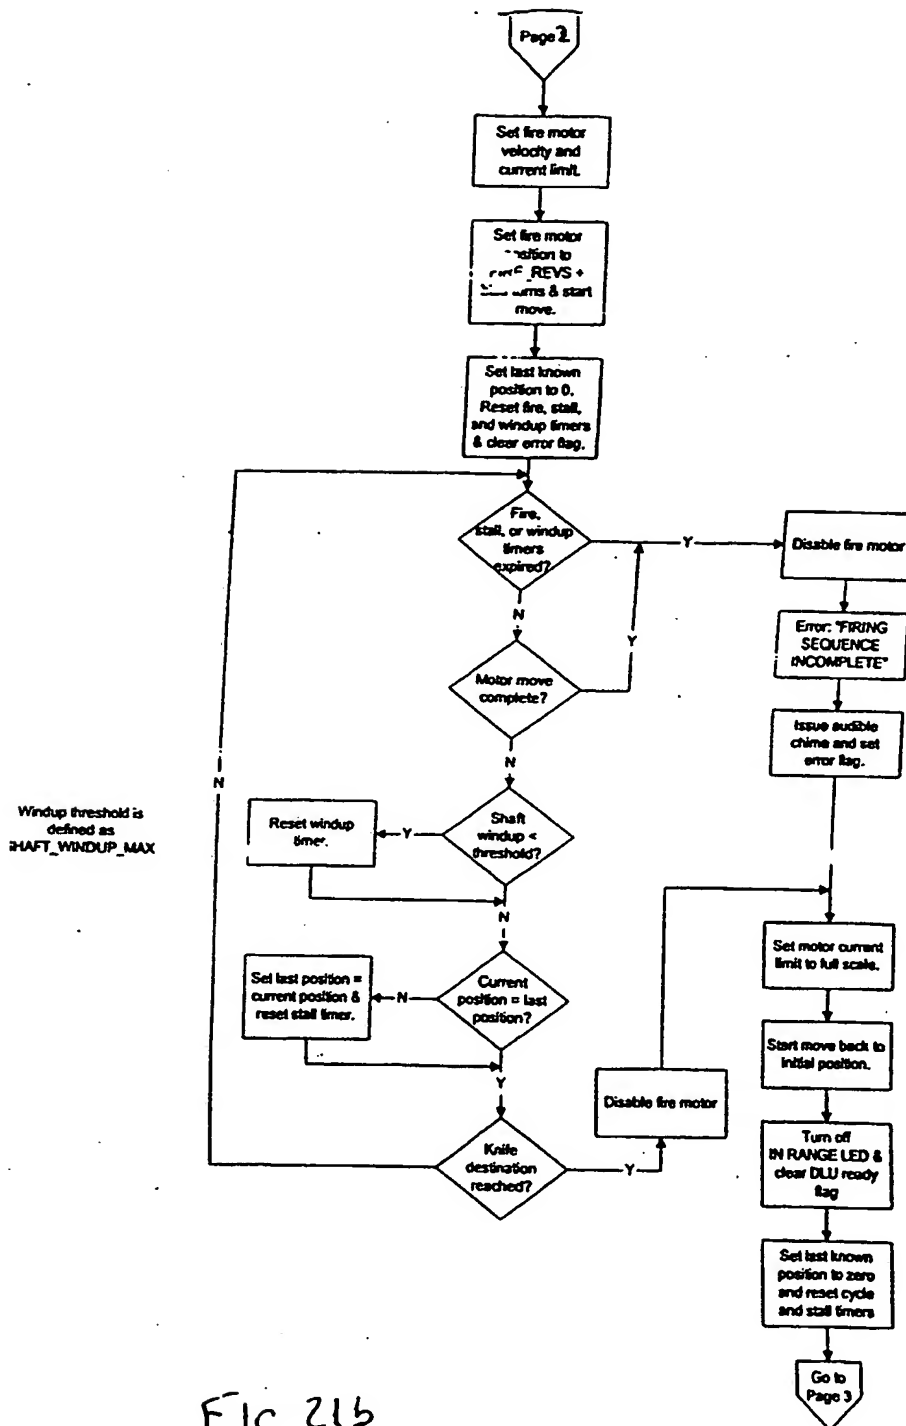 Page 2
Set fire motor
velocity and
current limit.
Set fire motor
position to
_REVS +
& start
move.
Set last known
position to 0.
Reset fire, stall,
and windup timers
& clear error flag.
Fire,
stall, or windup
timers
expired?
Y
Disable fire motor
N
Y
Error: "FIRING
SEQUENCE
INCOMPLETE"
Motor move
complete?
Issue audible
chime and set
error flag.
N
N
Windup threshold is
defined as
SHAFT_WINDUP_MAX
Reset windup
timer.
Y
Shaft
windup <
threshold?
N
Set motor current
limit to full scale.
Set last position =
current position &
reset stall timer.
N
Current
position = last
position?
Start move back to
initial position.
Y
Disable fire motor
Knife
destination
reached?
Y
Turn off
IN RANGE LED &
clear DLU ready
flag
Set last known
position to zero
and reset cycle
and stall timers
Go to
Page 3
FIG 21b